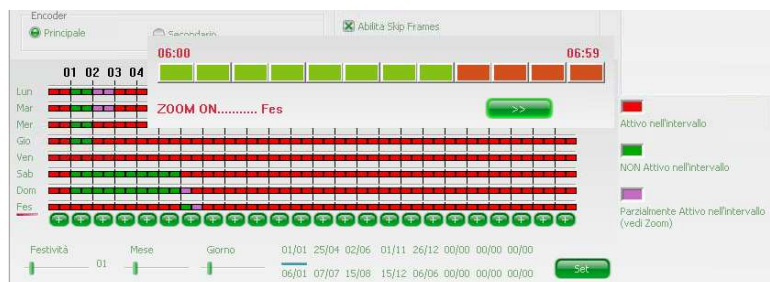 Encoder
Principale
Secondario
Abilita Skip Frames
06:00 06:59
01 02 03 04
ZOOM ON.......... Fes
>>
Lun
Mar
Mer
Gio
Ven
Sab
Dom
Fes
Attivo nell'intervallo
NON Attivo nell'intervallo
Parzialmente Attivo nell'intervallo
(vedi Zoom)
Festività
01
Mese
Giorno
01/01 25/04 02/06 01/11 26/12 00/00 00/00 00/00
06/01 07/07 15/08 15/12 06/06 00/00 00/00 00/00
Set